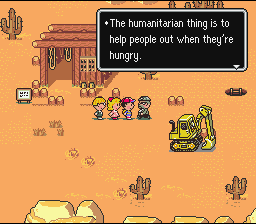 •The humanitarian thing is to
help people out when they're
hungry.